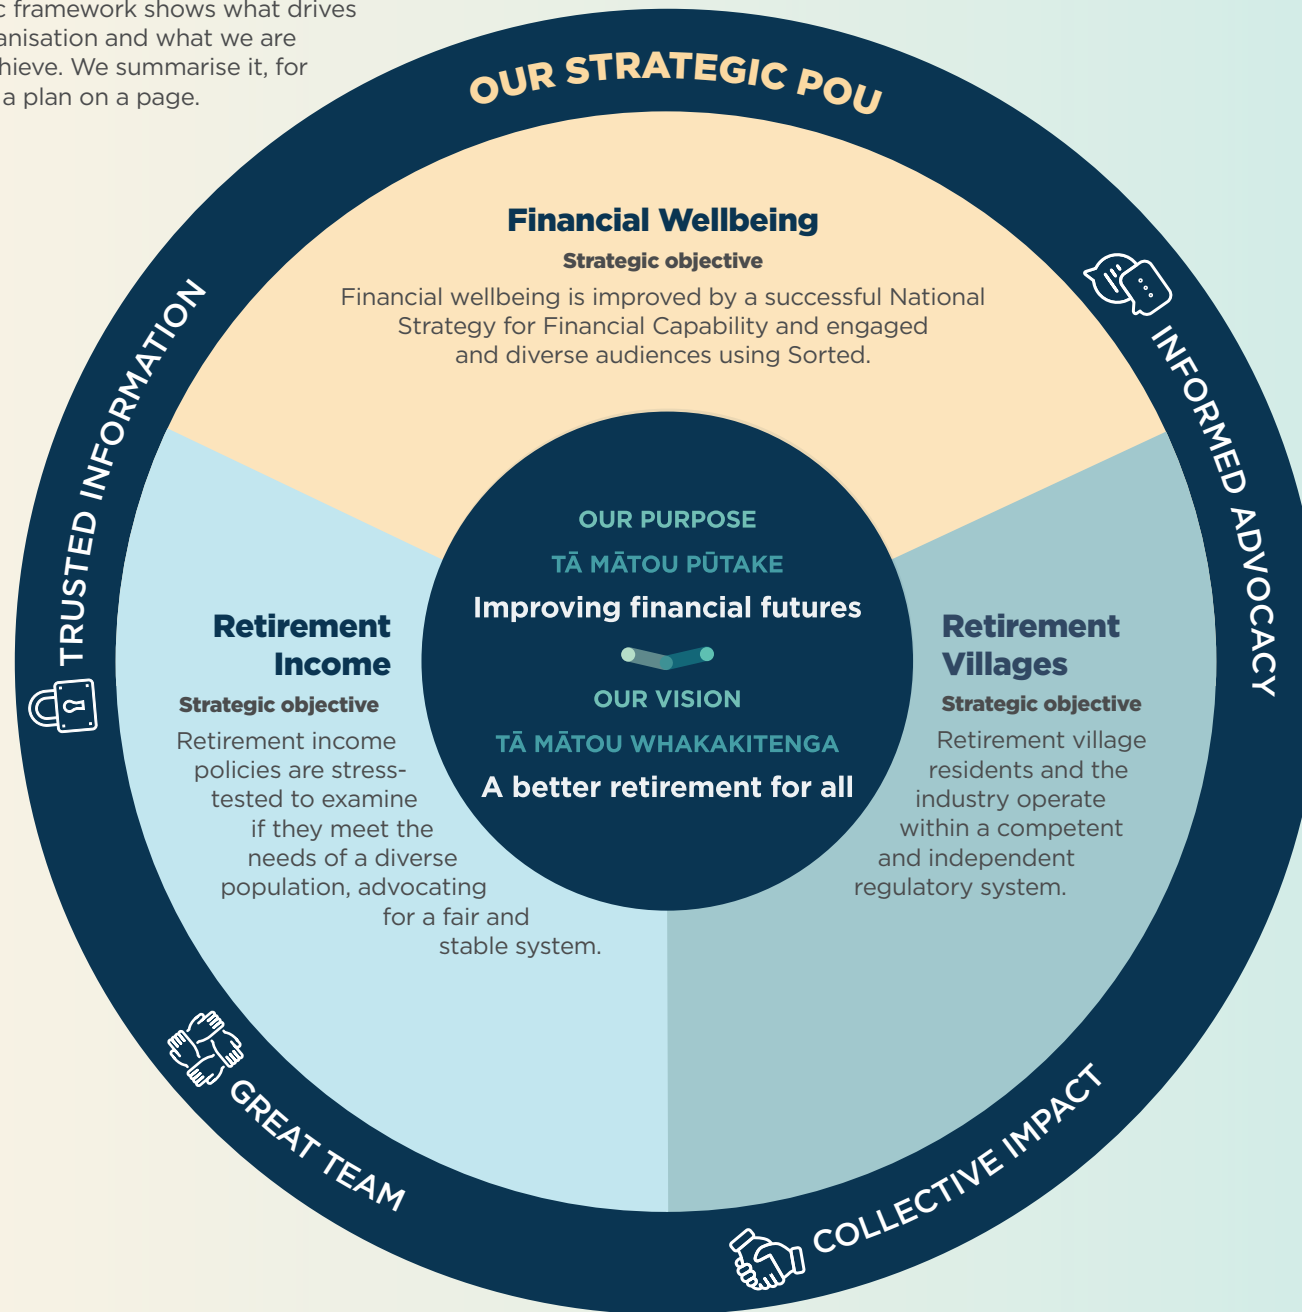 framework shows what drives
and what we are
We summarise it, for
a plan on a page.
OUR STRATEGIC POU
Financial Wellbeing
Strategic objective
Financial wellbeing is improved by a successful National
Strategy for Financial Capability and engaged
and diverse audiences using Sorted.
TRUSTED INFORMATION
INFORMED ADVOCACY
OUR PURPOSE
TĀ MĀTOU PŪTAKE
Improving financial futures
OUR VISION
TĀ MĀTOU WHAKAKITENGA
A better retirement for all
Retirement
Income
Strategic objective
Retirement income
policies are stress-
tested to examine
if they meet the
needs of a diverse
population, advocating
for a fair and
stable system.
Retirement
Villages
Strategic objective
Retirement village
residents and the
industry operate
within a competent
and independent
regulatory system.
GREAT TEAM
COLLECTIVE IMPACT